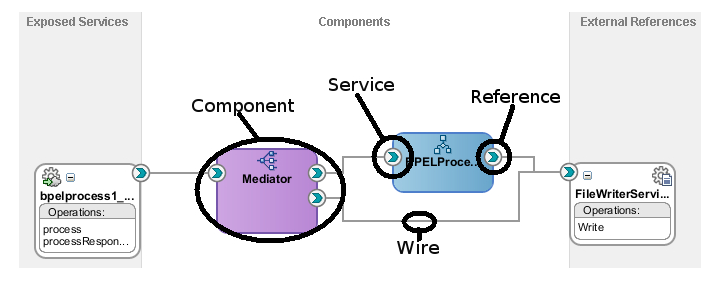 Exposed Services
Components
External References
Service
Reference
Component
Mediator
BPELProce...
bpelprocess1_...
Operations:
process
processRespon...
FileWriterServi...
Operations:
Write
Wire